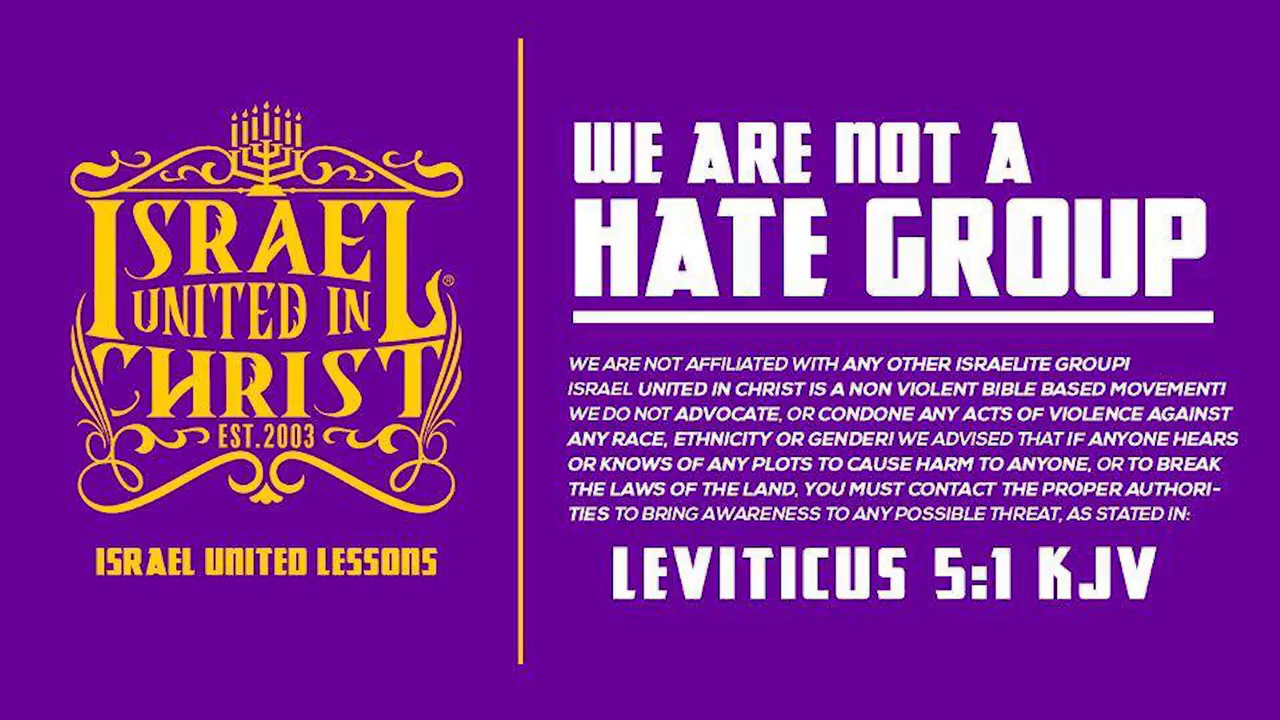 ISRAEL
UNITED IN
CHRIST
EST.2003
®
ISRAEL UNITED LESSONS
WE ARE NOT A
HATE GROUP
WE ARE NOT AFFILIATED WITH ANY OTHER ISRAELITE GROUP!
ISRAEL UNITED IN CHRIST IS A NON VIOLENT BIBLE BASED MOVEMENT!
WE DO NOT ADVOCATE, OR CONDONE ANY ACTS OF VIOLENCE AGAINST
ANY RACE, ETHNICITY OR GENDER! WE ADVISED THAT IF ANYONE HEARS
OR KNOWS OF ANY PLOTS TO CAUSE HARM TO ANYONE, OR TO BREAK
THE LAWS OF THE LAND, YOU MUST CONTACT THE PROPER AUTHORI-
TIES TO BRING AWARENESS TO ANY POSSIBLE THREAT, AS STATED IN:
LEVITICUS 5:1 KJV